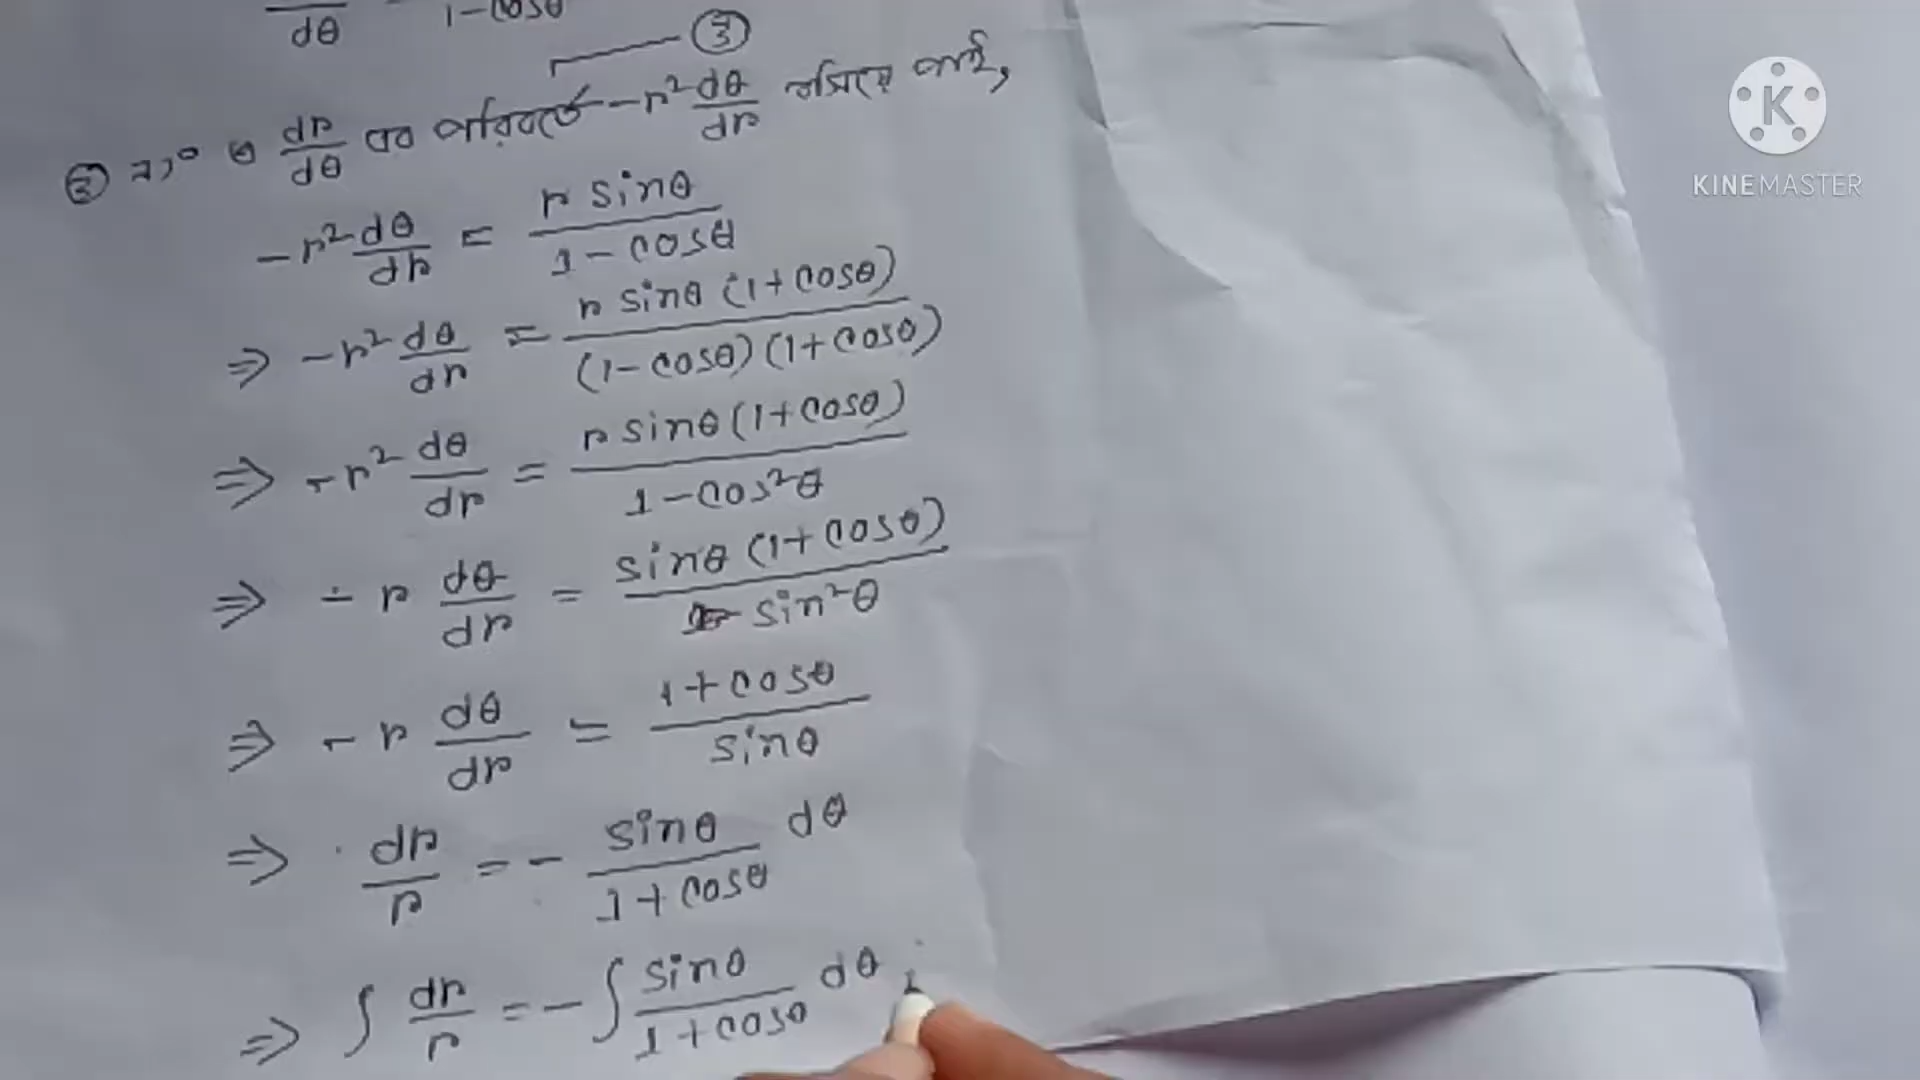 dθ 1-cosθ
③
③ নং এ dr/dθ এর পরিবর্তে -r² dθ/dr বসিয়ে পাই,
-r² dθ/dr = r sinθ / 1-cosθ
⇒ -r² dθ/dr = r sinθ (1+cosθ) / (1-cosθ)(1+cosθ)
⇒ -r² dθ/dr = r sinθ (1+cosθ) / 1-cos²θ
⇒ -r dθ/dr = sinθ (1+cosθ) / sin²θ
⇒ -r dθ/dr = 1+cosθ / sinθ
⇒ dr/r = - sinθ / 1+cosθ dθ
⇒ ∫ dr/r = - ∫ sinθ / 1+cosθ dθ
KINEMASTER